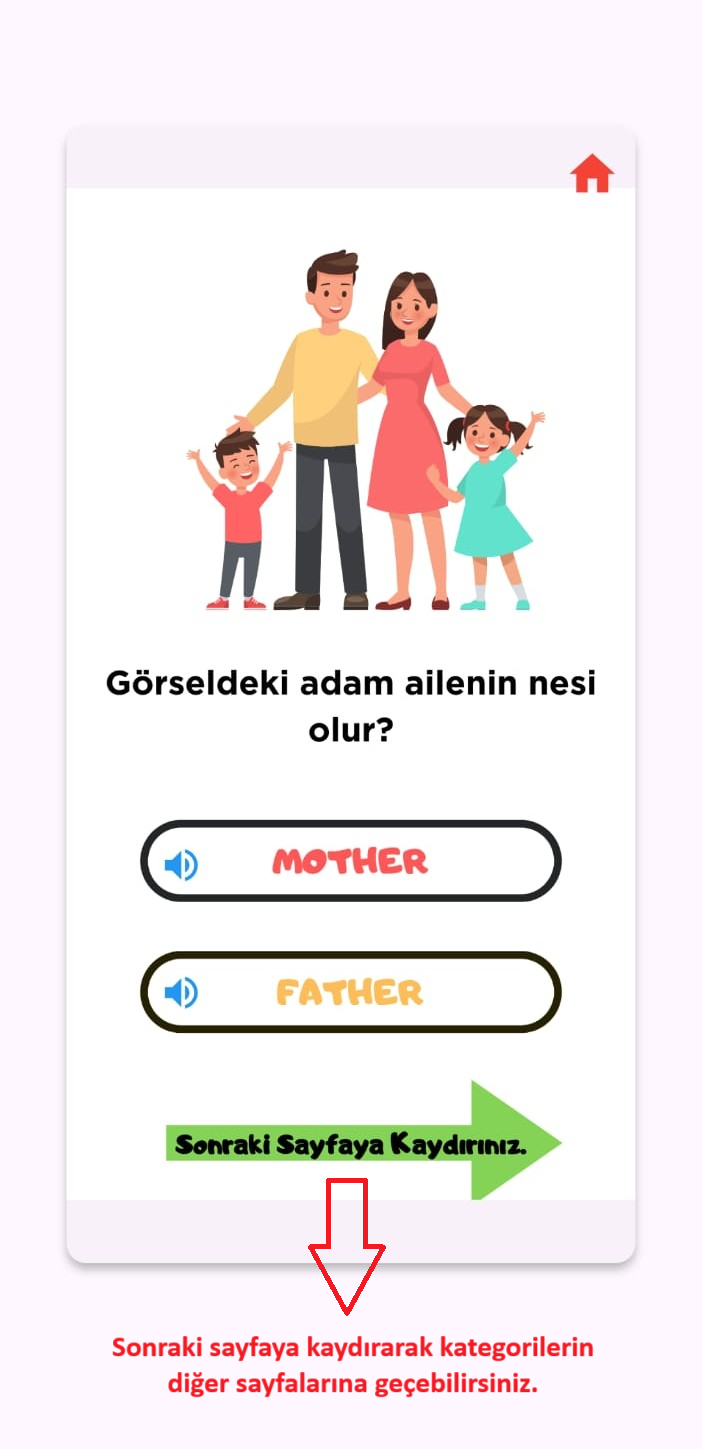 Görseldeki adam ailenin nesi
olur?
MOTHER
FATHER
Sonraki Sayfaya Kaydırınız.
Sonraki sayfaya kaydırarak kategorilerin
diğer sayfalarına geçebilirsiniz.